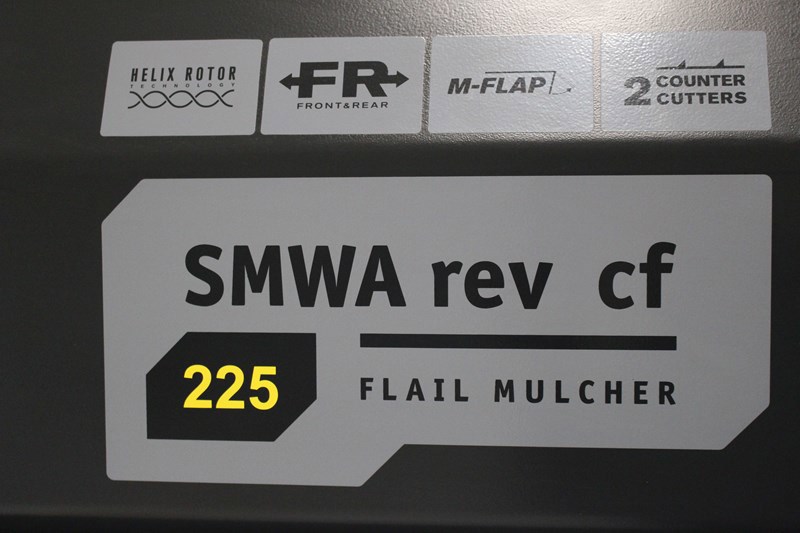 HELIX ROTOR
TECHNOLOGY
FR
FRONT&REAR
M-FLAP
2 COUNTER
CUTTERS
SMWA rev cf
225
FLAIL MULCHER